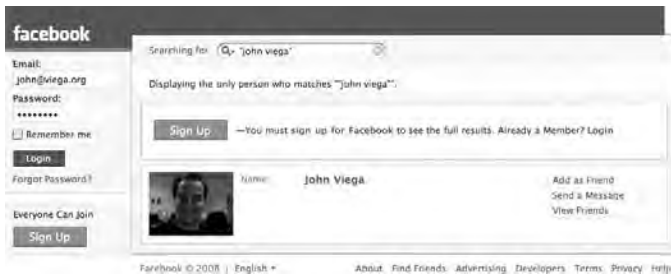 facebook
Email:
john@viega.org
Password:
••••••••
Remember me
Login
Forgot Password?
Everyone Can Join
Sign Up
Searching for: "john viega"
Displaying the only person who matches ""john viega"".
Sign Up —You must sign up for Facebook to see the full results. Already a Member? Login
Name: John Viega
Add as Friend
Send a Message
View Friends
Facebook © 2008 | English
About Find Friends Advertising Developers Terms Privacy